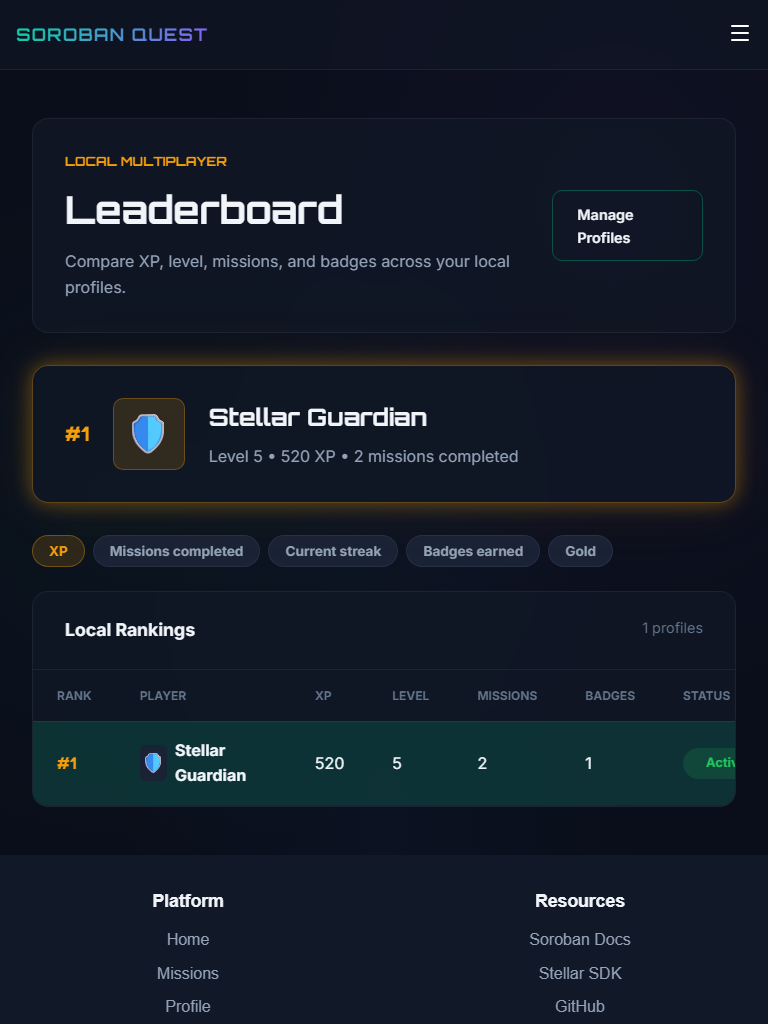 SOROBAN QUEST
LOCAL MULTIPLAYER
Leaderboard
Compare XP, level, missions, and badges across your local
profiles.
Manage
Profiles
#1
Stellar Guardian
Level 5 • 520 XP • 2 missions completed
XP
Missions completed
Current streak
Badges earned
Gold
Local Rankings
1 profiles
RANK PLAYER XP LEVEL MISSIONS BADGES STATUS
#1 Stellar Guardian 520 5 2 1
Platform
Home
Missions
Profile
Resources
Soroban Docs
Stellar SDK
GitHub